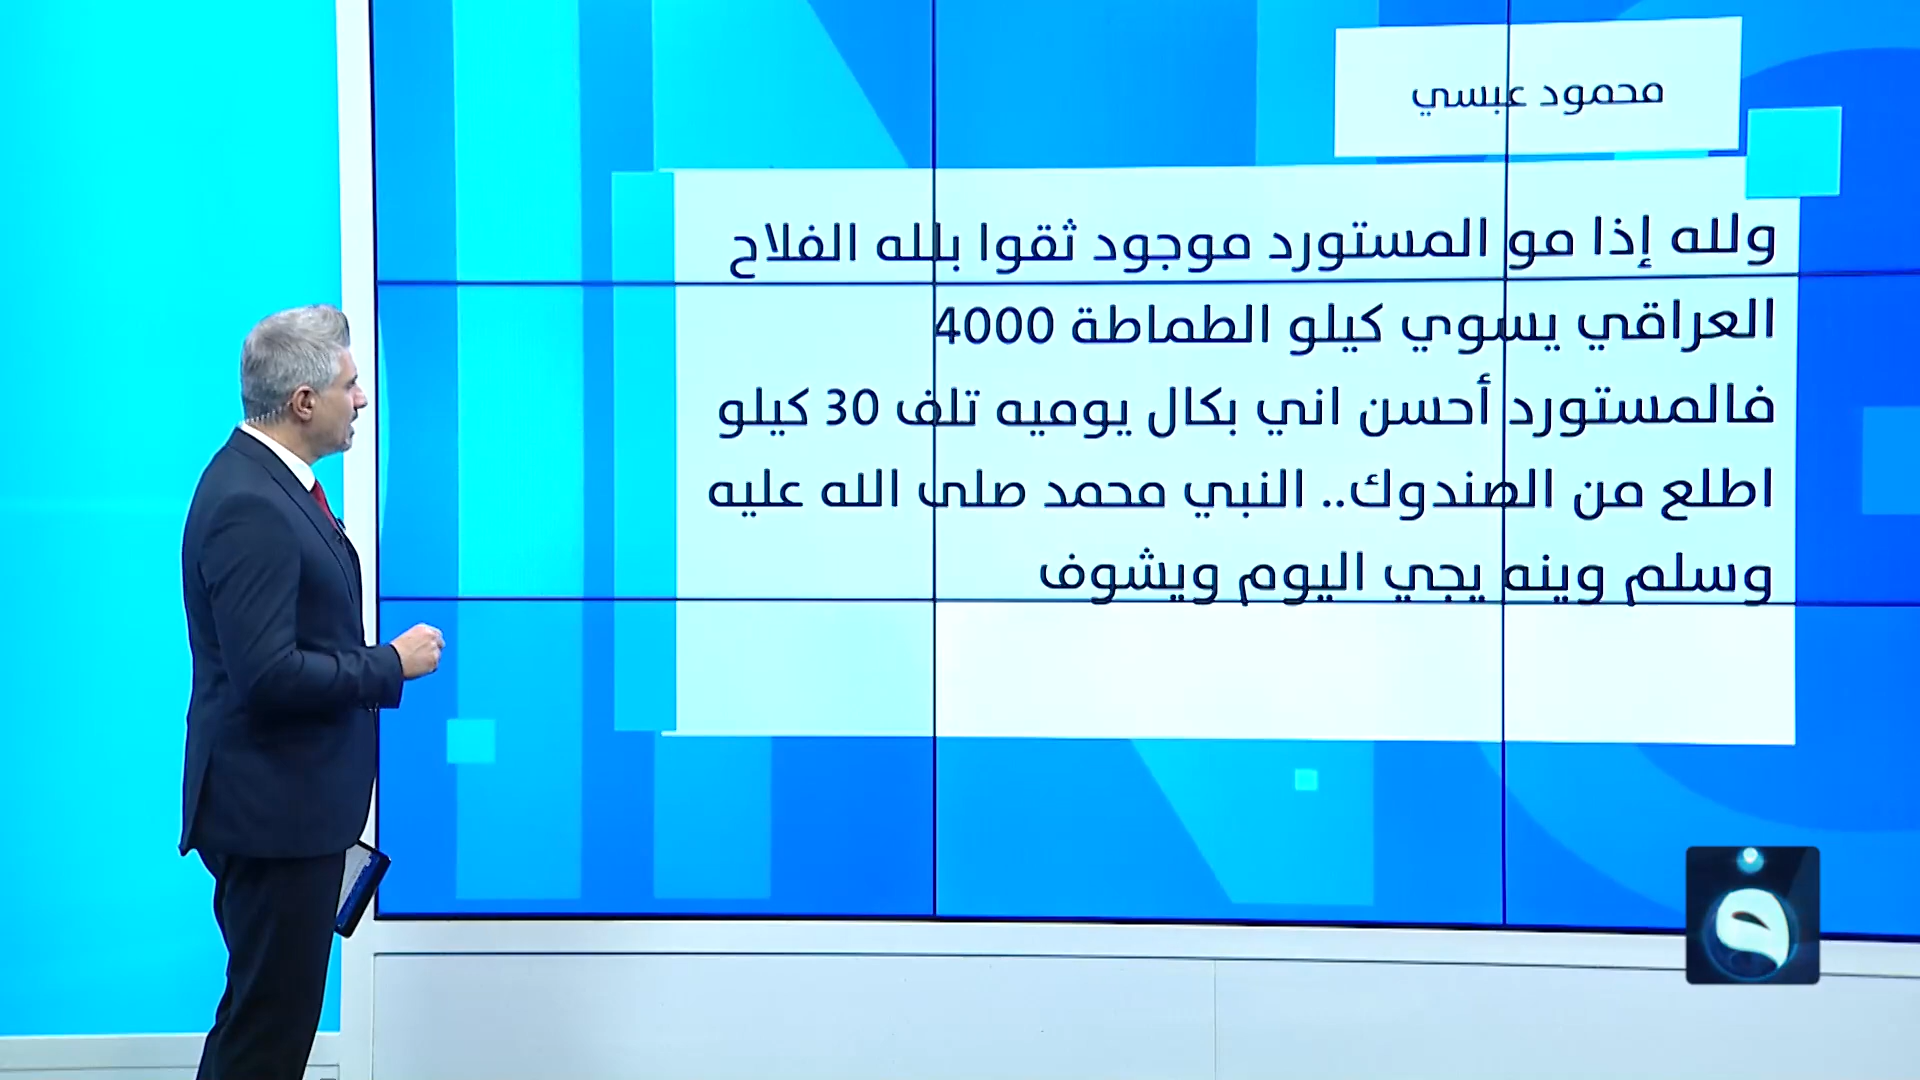 محمود عبسي
ولله إذا مو المستورد موجود ثقوا بلله الفلاح
العراقي يسوي كيلو الطماطة 4000
فالمستورد أحسن اني بكال يوميه تلف 30 كيلو
اطلع من الصندوك.. النبي محمد صلى الله عليه
وسلم وينه يجي اليوم ويشوف